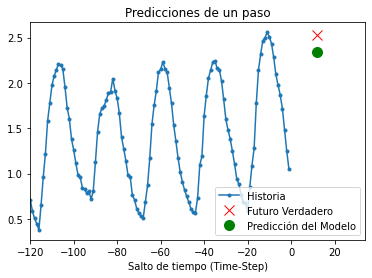 Predicciones de un paso
2.5
2.0
1.5
1.0
0.5
Historia
Futuro Verdadero
Predicción del Modelo
−120 −100 −80 −60 −40 −20 0 20
Salto de tiempo (Time-Step)